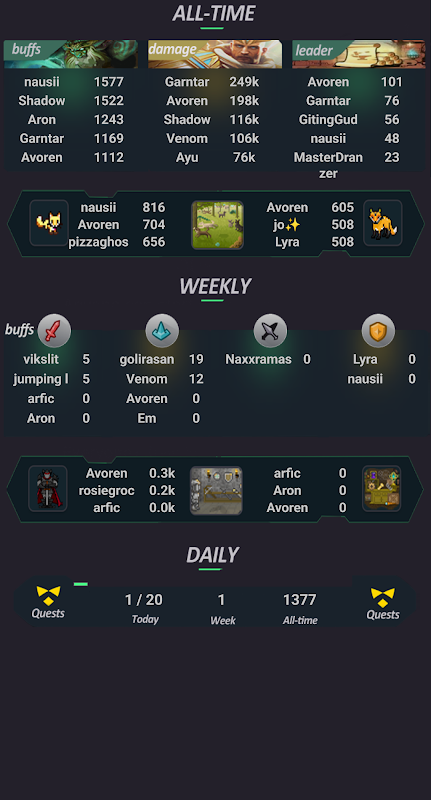 ALL-TIME
buffs damage leader
nausii 1577 Garntar 249k Avoren 101
Shadow 1522 Avoren 198k Garntar 76
Aron 1243 Shadow 116k GitingGud 56
Garntar 1169 Venom 106k nausii 48
Avoren 1112 Ayu 76k MasterDran 23
zer
nausii 816 Avoren 605
Avoren 704 jo✨ 508
pizzaghos 656 Lyra 508
WEEKLY
buffs
vikslit 5 golirasan 19 Naxxramas 0 Lyra 0
jumping l 5 Venom 12 nausii 0
arfic 0 Avoren 0
Aron 0 Em 0
Avoren 0.3k arfic 0
rosiegroc 0.2k Aron 0
arfic 0.0k Avoren 0
DAILY
Quests 1 / 20 1 1377 Quests
Today Week All-time